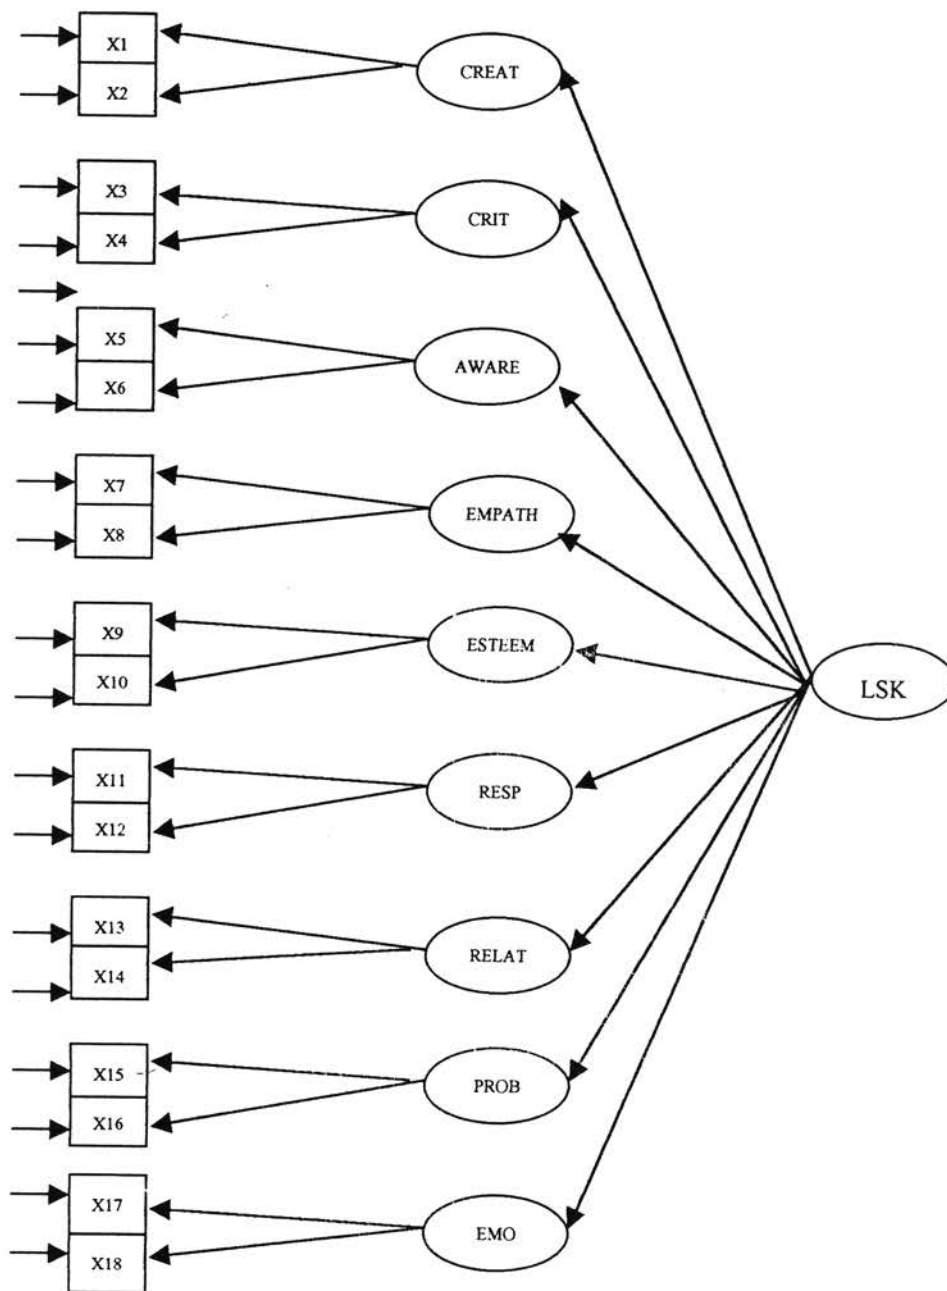 X1
CREAT
X2
X3
CRIT
X4
X5
AWARE
X6
X7
EMPATH
X8
X9
ESTEEM
X10
LSK
X11
RESP
X12
X13
RELAT
X14
X15
PROB
X16
X17
EMO
X18